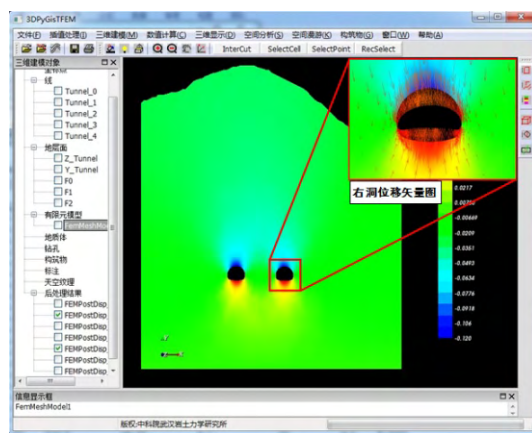 3DPyGisTFEM
文件(F) 插值处理(I) 三维建模(M) 数值计算(C) 三维显示(D) 空间分析(S) 空间漫游(K) 构筑物(G) 窗口(W) 帮助(A)
InterCut SelectCell SelectPoint RecSelect
三维建模对象
线
Tunnel_0
Tunnel_1
Tunnel_2
Tunnel_3
Tunnel_4
地层面
Z_Tunnel
Y_Tunnel
F0
F1
F2
有限元模型
FemMeshMod
地质体
钻孔
构筑物
标注
天空纹理
后处理结果
FEMPostDisp
FEMPostDisp
FEMPostDisp
FEMPostDisp
FEMPostDisp
FEMPostDisp
右洞位移矢量图
0.0217
-0.00669
-0.0209
-0.0351
-0.0493
-0.0634
-0.0776
-0.0918
-0.106
-0.120
信息显示框
FemMeshModel1
版权:中科院武汉岩土力学研究所